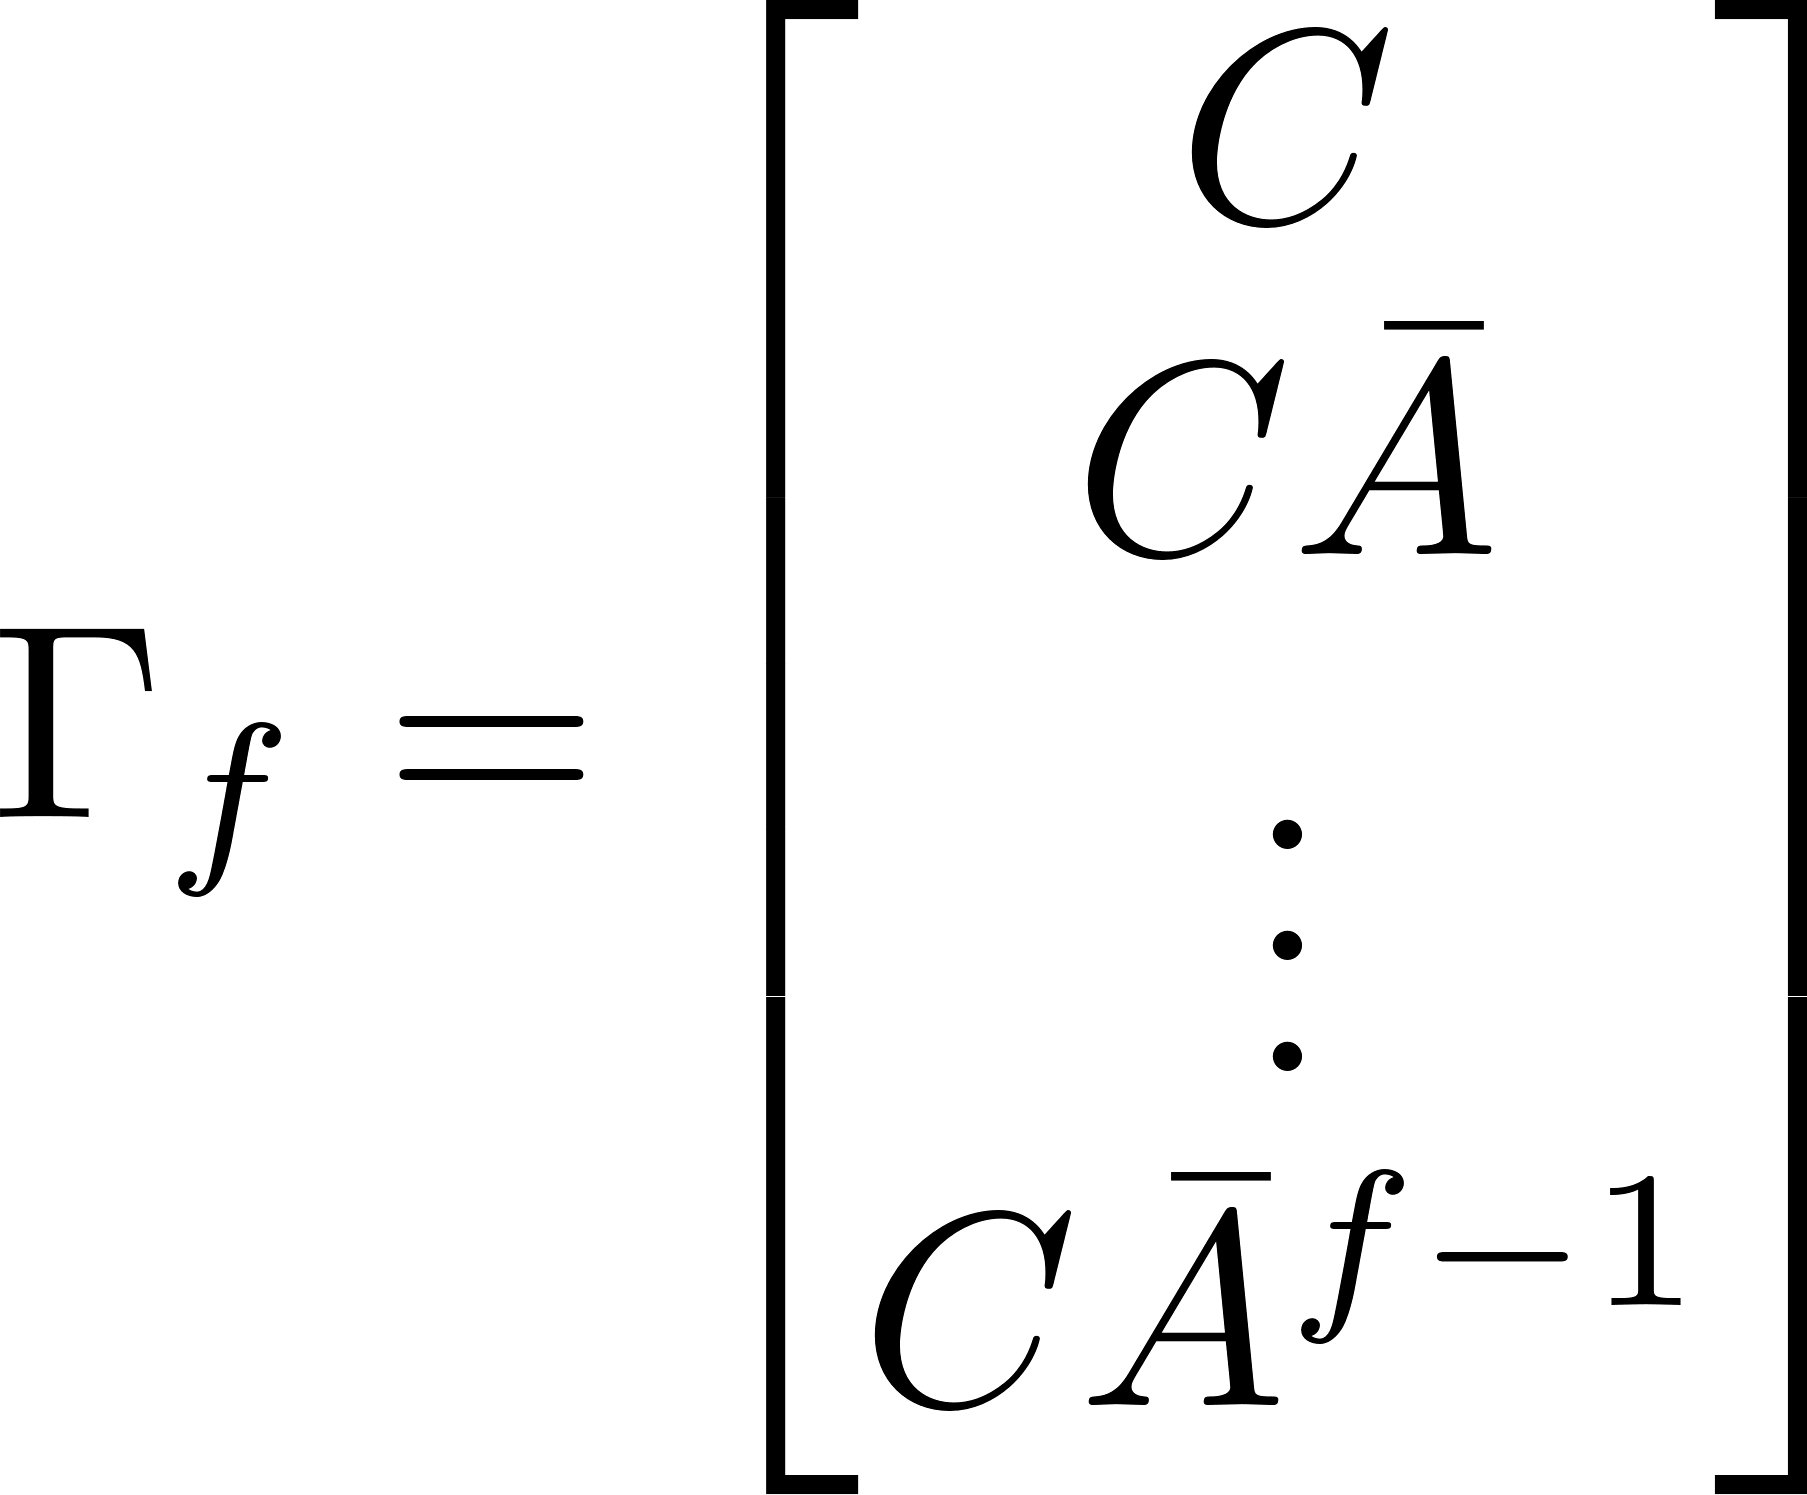 Γ_f = [
C
CĀ
⋮
CĀ^{f−1}
]